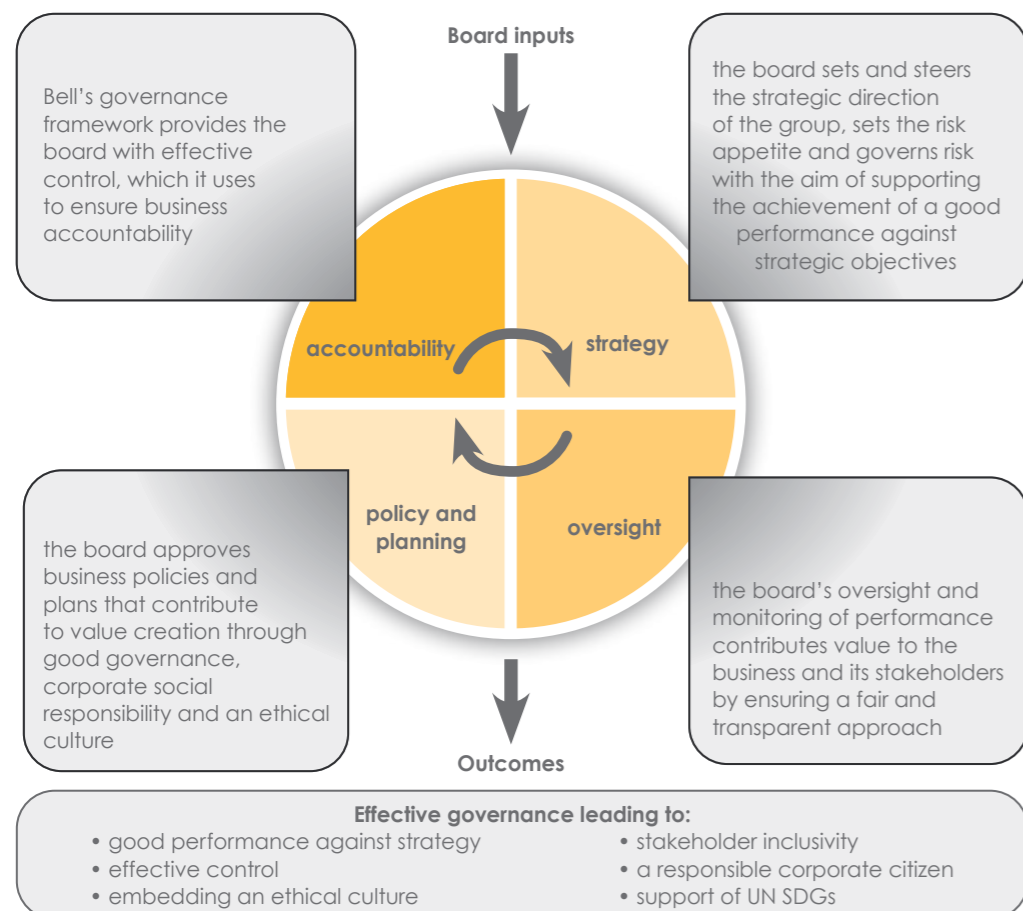 Board inputs
Bell’s governance
framework provides the
board with effective
control, which it uses
to ensure business
accountability
the board sets and steers
the strategic direction
of the group, sets the risk
appetite and governs risk
with the aim of supporting
the achievement of a good
performance against
strategic objectives
accountability
strategy
policy and
planning
oversight
the board approves
business policies and
plans that contribute
to value creation through
good governance,
corporate social
responsibility and an ethical
culture
the board’s oversight and
monitoring of performance
contributes value to the
business and its stakeholders
by ensuring a fair and
transparent approach
Outcomes
Effective governance leading to:
• good performance against strategy
• effective control
• embedding an ethical culture
• stakeholder inclusivity
• a responsible corporate citizen
• support of UN SDGs